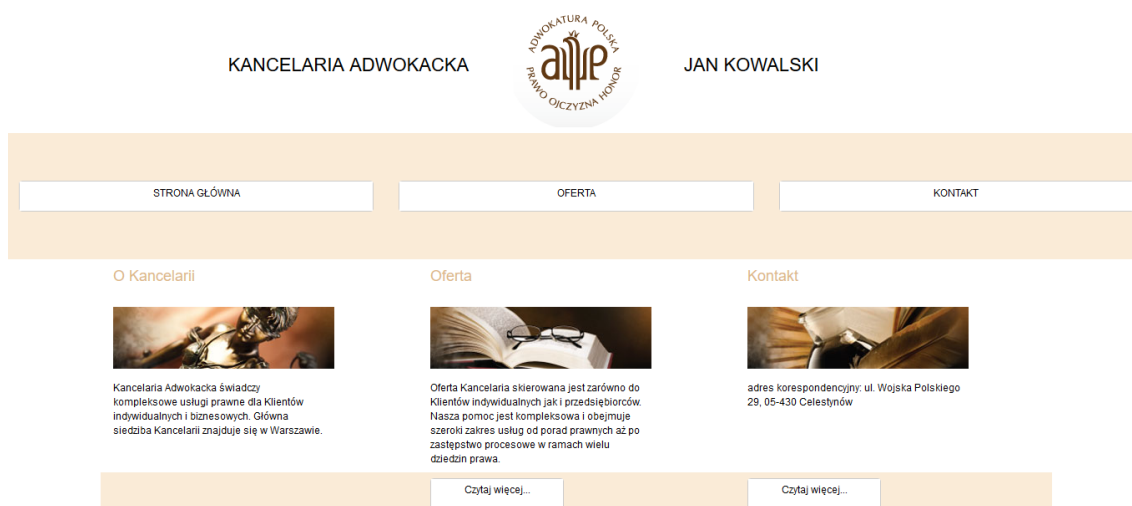 KANCELARIA ADWOKACKA
ADWOKATURA POLSKA
PRAWO OJCZYZNA HONOR
JAN KOWALSKI
STRONA GŁÓWNA
OFERTA
KONTAKT
O Kancelarii
Kancelaria Adwokacka świadczy
kompleksowe usługi prawne dla Klientów
indywidualnych i biznesowych. Główna
siedziba Kancelarii znajduje się w Warszawie.
Oferta
Oferta Kancelaria skierowana jest zarówno do
Klientów indywidualnych jak i przedsiębiorców.
Nasza pomoc jest kompleksowa i obejmuje
szeroki zakres usług od porad prawnych aż po
zastępstwo procesowe w ramach wielu
dziedzin prawa.
Czytaj więcej...
Kontakt
adres korespondencyjny: ul. Wojska Polskiego
29, 05-430 Celestynów
Czytaj więcej...